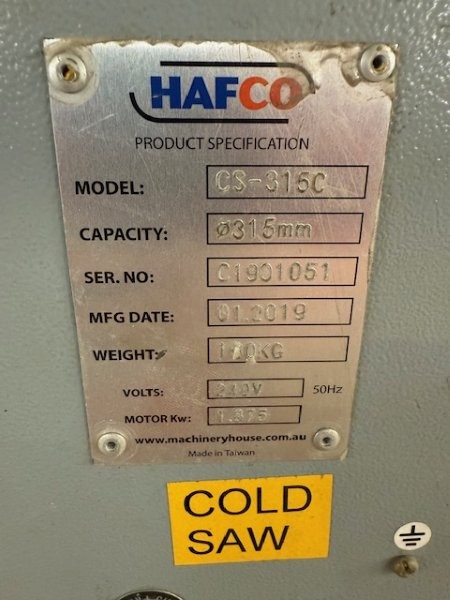 HAFCO
PRODUCT SPECIFICATION
MODEL: CS-315C
CAPACITY: Ø315mm
SER. NO: C1901051
MFG DATE: 01.2019
WEIGHT:
VOLTS: 240V 50Hz
MOTOR Kw:
www.machineryhouse.com.au
Made in Taiwan
COLD
SAW